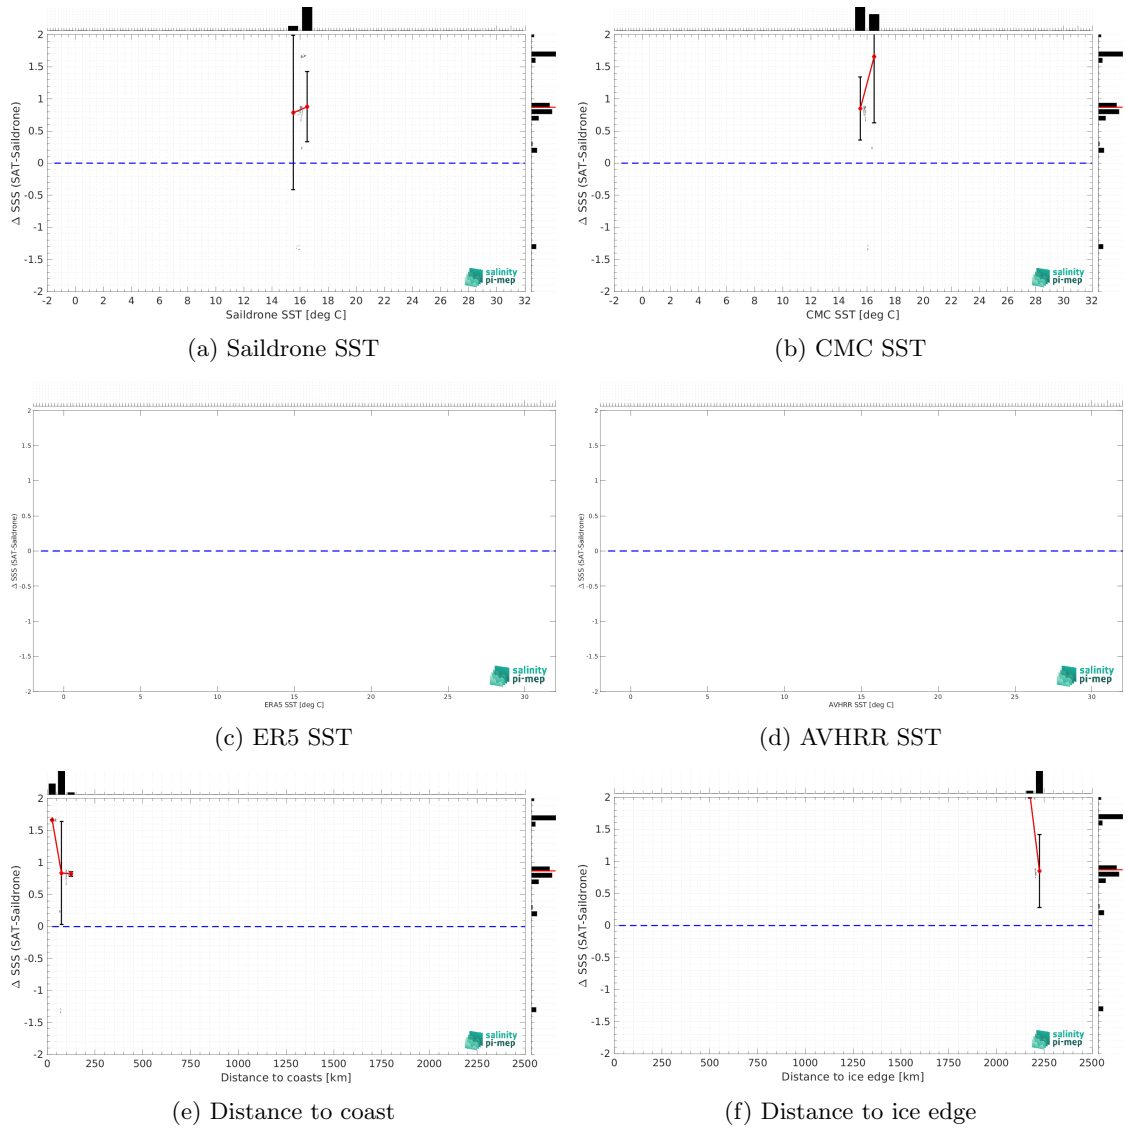 2
1.5
1
0.5
0
-0.5
-1
-1.5
-2
Δ SSS (SAT-Saildrone)
salinity
pi-mep
-2 0 2 4 6 8 10 12 14 16 18 20 22 24 26 28 30 32
Saildrone SST [deg C]
(a) Saildrone SST
2
1.5
1
0.5
0
-0.5
-1
-1.5
-2
Δ SSS (SAT-Saildrone)
salinity
pi-mep
-2 0 2 4 6 8 10 12 14 16 18 20 22 24 26 28 30 32
CMC SST [deg C]
(b) CMC SST
2
1.5
1
0.5
0
-0.5
-1
-1.5
-2
Δ SSS (SAT-Saildrone)
salinity
pi-mep
0 5 10 15 20 25 30
ERA5 SST [deg C]
(c) ER5 SST
2
1.5
1
0.5
0
-0.5
-1
-1.5
-2
Δ SSS (SAT-Saildrone)
salinity
pi-mep
0 5 10 15 20 25 30
AVHRR SST [deg C]
(d) AVHRR SST
2
1.5
1
0.5
0
-0.5
-1
-1.5
-2
Δ SSS (SAT-Saildrone)
salinity
pi-mep
0 250 500 750 1000 1250 1500 1750 2000 2250 2500
Distance to coasts [km]
(e) Distance to coast
2
1.5
1
0.5
0
-0.5
-1
-1.5
-2
Δ SSS (SAT-Saildrone)
salinity
pi-mep
0 250 500 750 1000 1250 1500 1750 2000 2250 2500
Distance to ice edge [km]
(f) Distance to ice edge